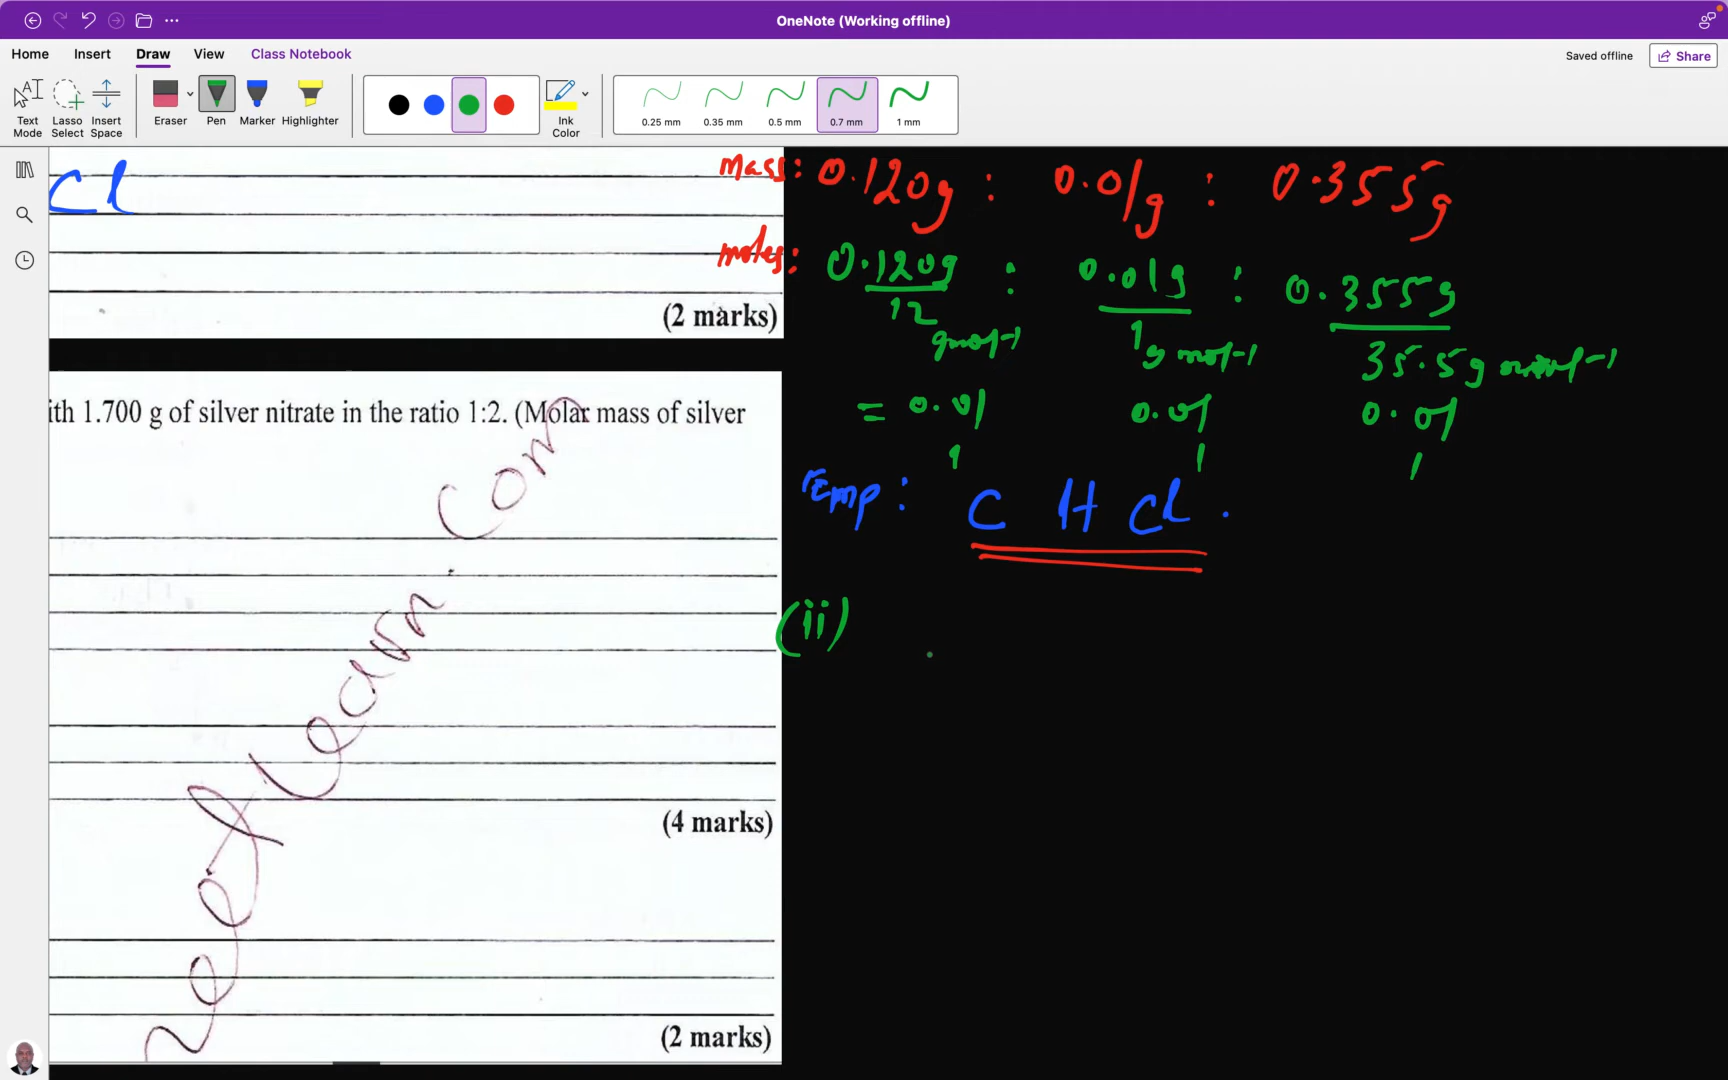 OneNote (Working offline)
Home Insert Draw View Class Notebook
Saved offline Share
Text Mode
Lasso Select
Insert Space
Eraser
Pen
Marker
Highlighter
Ink Color
0.25 mm 0.35 mm 0.5 mm 0.7 mm 1 mm
Cl
(2 marks)
ith 1.700 g of silver nitrate in the ratio 1:2. (Molar mass of silver
(4 marks)
(2 marks)
mass: 0.120g : 0.01g : 0.355g
moles: 0.120g : 0.01g : 0.355g
12 gmol-1 1g mol-1 35.5g mol-1
= 0.01 0.01 0.01
1 1 1
Emp: C H Cl.
(ii)